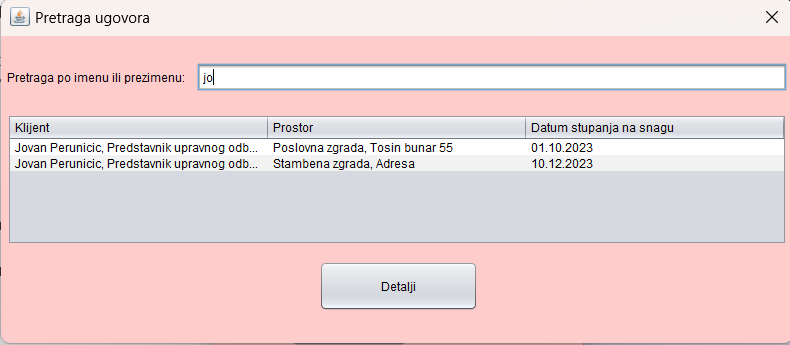 Pretraga ugovora
Pretraga po imenu ili prezimenu: jo
Klijent Prostor Datum stupanja na snagu
Jovan Perunicic, Predstavnik upravnog odb... Poslovna zgrada, Tosin bunar 55 01.10.2023
Jovan Perunicic, Predstavnik upravnog odb... Stambena zgrada, Adresa 10.12.2023
Detalji